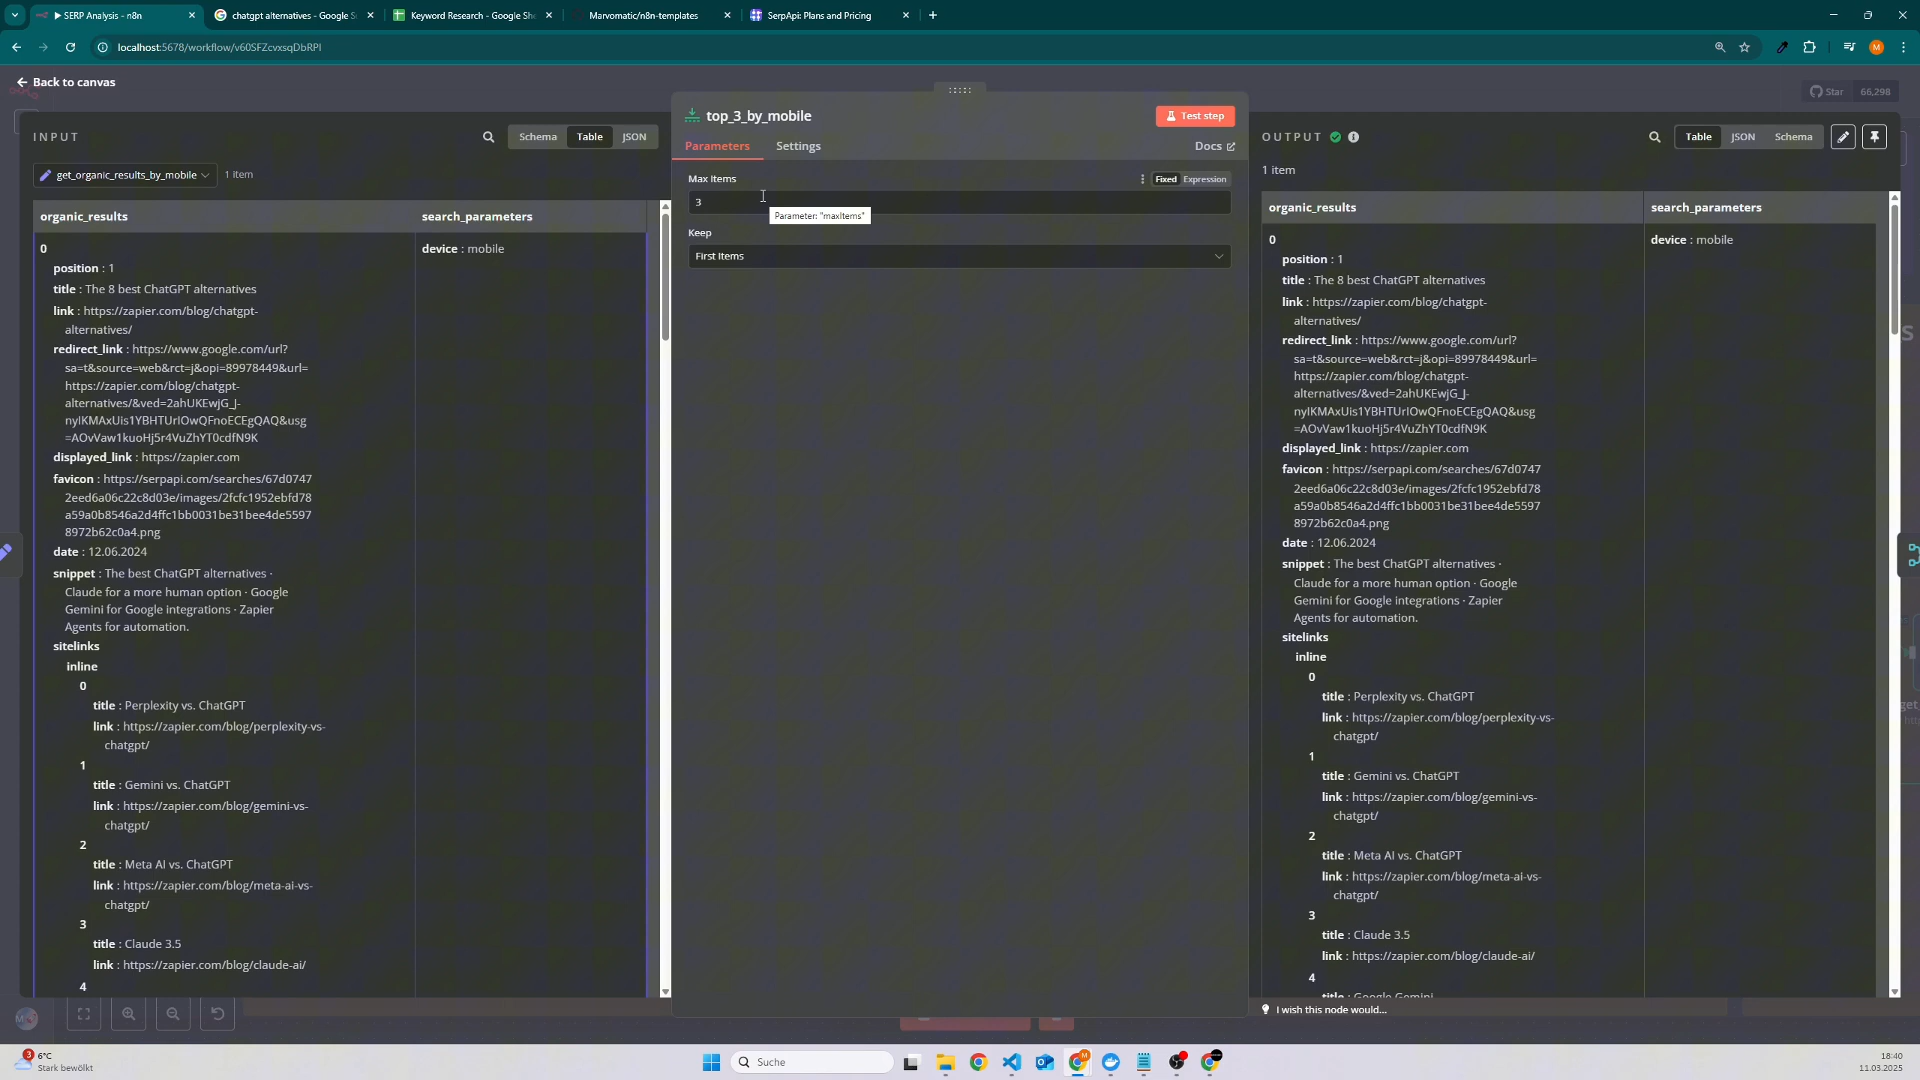 SERP Analysis - n8n
chatgpt alternatives - Google S
Keyword Research - Google She
Marvomatic/n8n-templates
SerpApi: Plans and Pricing
localhost:5678/workflow/v60SFZcvxsqDbRPI
M
Back to canvas
Star
66,298
INPUT
Schema
Table
JSON
get_organic_results_by_mobile
1 item
organic_results
search_parameters
0
device : mobile
position : 1
title : The 8 best ChatGPT alternatives
link : https://zapier.com/blog/chatgpt-
alternatives/
redirect_link : https://www.google.com/url?
sa=t&source=web&rct=j&opi=89978449&url=
https://zapier.com/blog/chatgpt-
alternatives/&ved=2ahUKEwjG_J-
nyIKMAxUis1YBHTUrIOwQFnoECEgQAQ&usg
=AOvVaw1kuoHj5r4VuZhYT0cdfN9K
displayed_link : https://zapier.com
favicon : https://serpapi.com/searches/67d0747
2eed6a06c22c8d03e/images/2fcfc1952ebfd78
a59a0b8546a2d4ffc1bb0031be31bee4de5597
8972b62c0a4.png
date : 12.06.2024
snippet : The best ChatGPT alternatives ·
Claude for a more human option · Google
Gemini for Google integrations · Zapier
Agents for automation.
sitelinks
inline
0
title : Perplexity vs. ChatGPT
link : https://zapier.com/blog/perplexity-vs-
chatgpt/
1
title : Gemini vs. ChatGPT
link : https://zapier.com/blog/gemini-vs-
chatgpt/
2
title : Meta AI vs. ChatGPT
link : https://zapier.com/blog/meta-ai-vs-
chatgpt/
3
title : Claude 3.5
link : https://zapier.com/blog/claude-ai/
4
top_3_by_mobile
Test step
Parameters
Settings
Docs
Max Items
Fixed
Expression
3
Parameter: "maxItems"
Keep
First Items
OUTPUT
Table
JSON
Schema
1 item
organic_results
search_parameters
0
device : mobile
position : 1
title : The 8 best ChatGPT alternatives
link : https://zapier.com/blog/chatgpt-
alternatives/
redirect_link : https://www.google.com/url?
sa=t&source=web&rct=j&opi=89978449&url=
https://zapier.com/blog/chatgpt-
alternatives/&ved=2ahUKEwjG_J-
nyIKMAxUis1YBHTUrIOwQFnoECEgQAQ&usg
=AOvVaw1kuoHj5r4VuZhYT0cdfN9K
displayed_link : https://zapier.com
favicon : https://serpapi.com/searches/67d0747
2eed6a06c22c8d03e/images/2fcfc1952ebfd78
a59a0b8546a2d4ffc1bb0031be31bee4de5597
8972b62c0a4.png
date : 12.06.2024
snippet : The best ChatGPT alternatives ·
Claude for a more human option · Google
Gemini for Google integrations · Zapier
Agents for automation.
sitelinks
inline
0
title : Perplexity vs. ChatGPT
link : https://zapier.com/blog/perplexity-vs-
chatgpt/
1
title : Gemini vs. ChatGPT
link : https://zapier.com/blog/gemini-vs-
chatgpt/
2
title : Meta AI vs. ChatGPT
link : https://zapier.com/blog/meta-ai-vs-
chatgpt/
3
title : Claude 3.5
link : https://zapier.com/blog/claude-ai/
4
title : Google Gemini
I wish this node would...
3
6°C
Stark bewölkt
Suche
18:40
11.03.2025